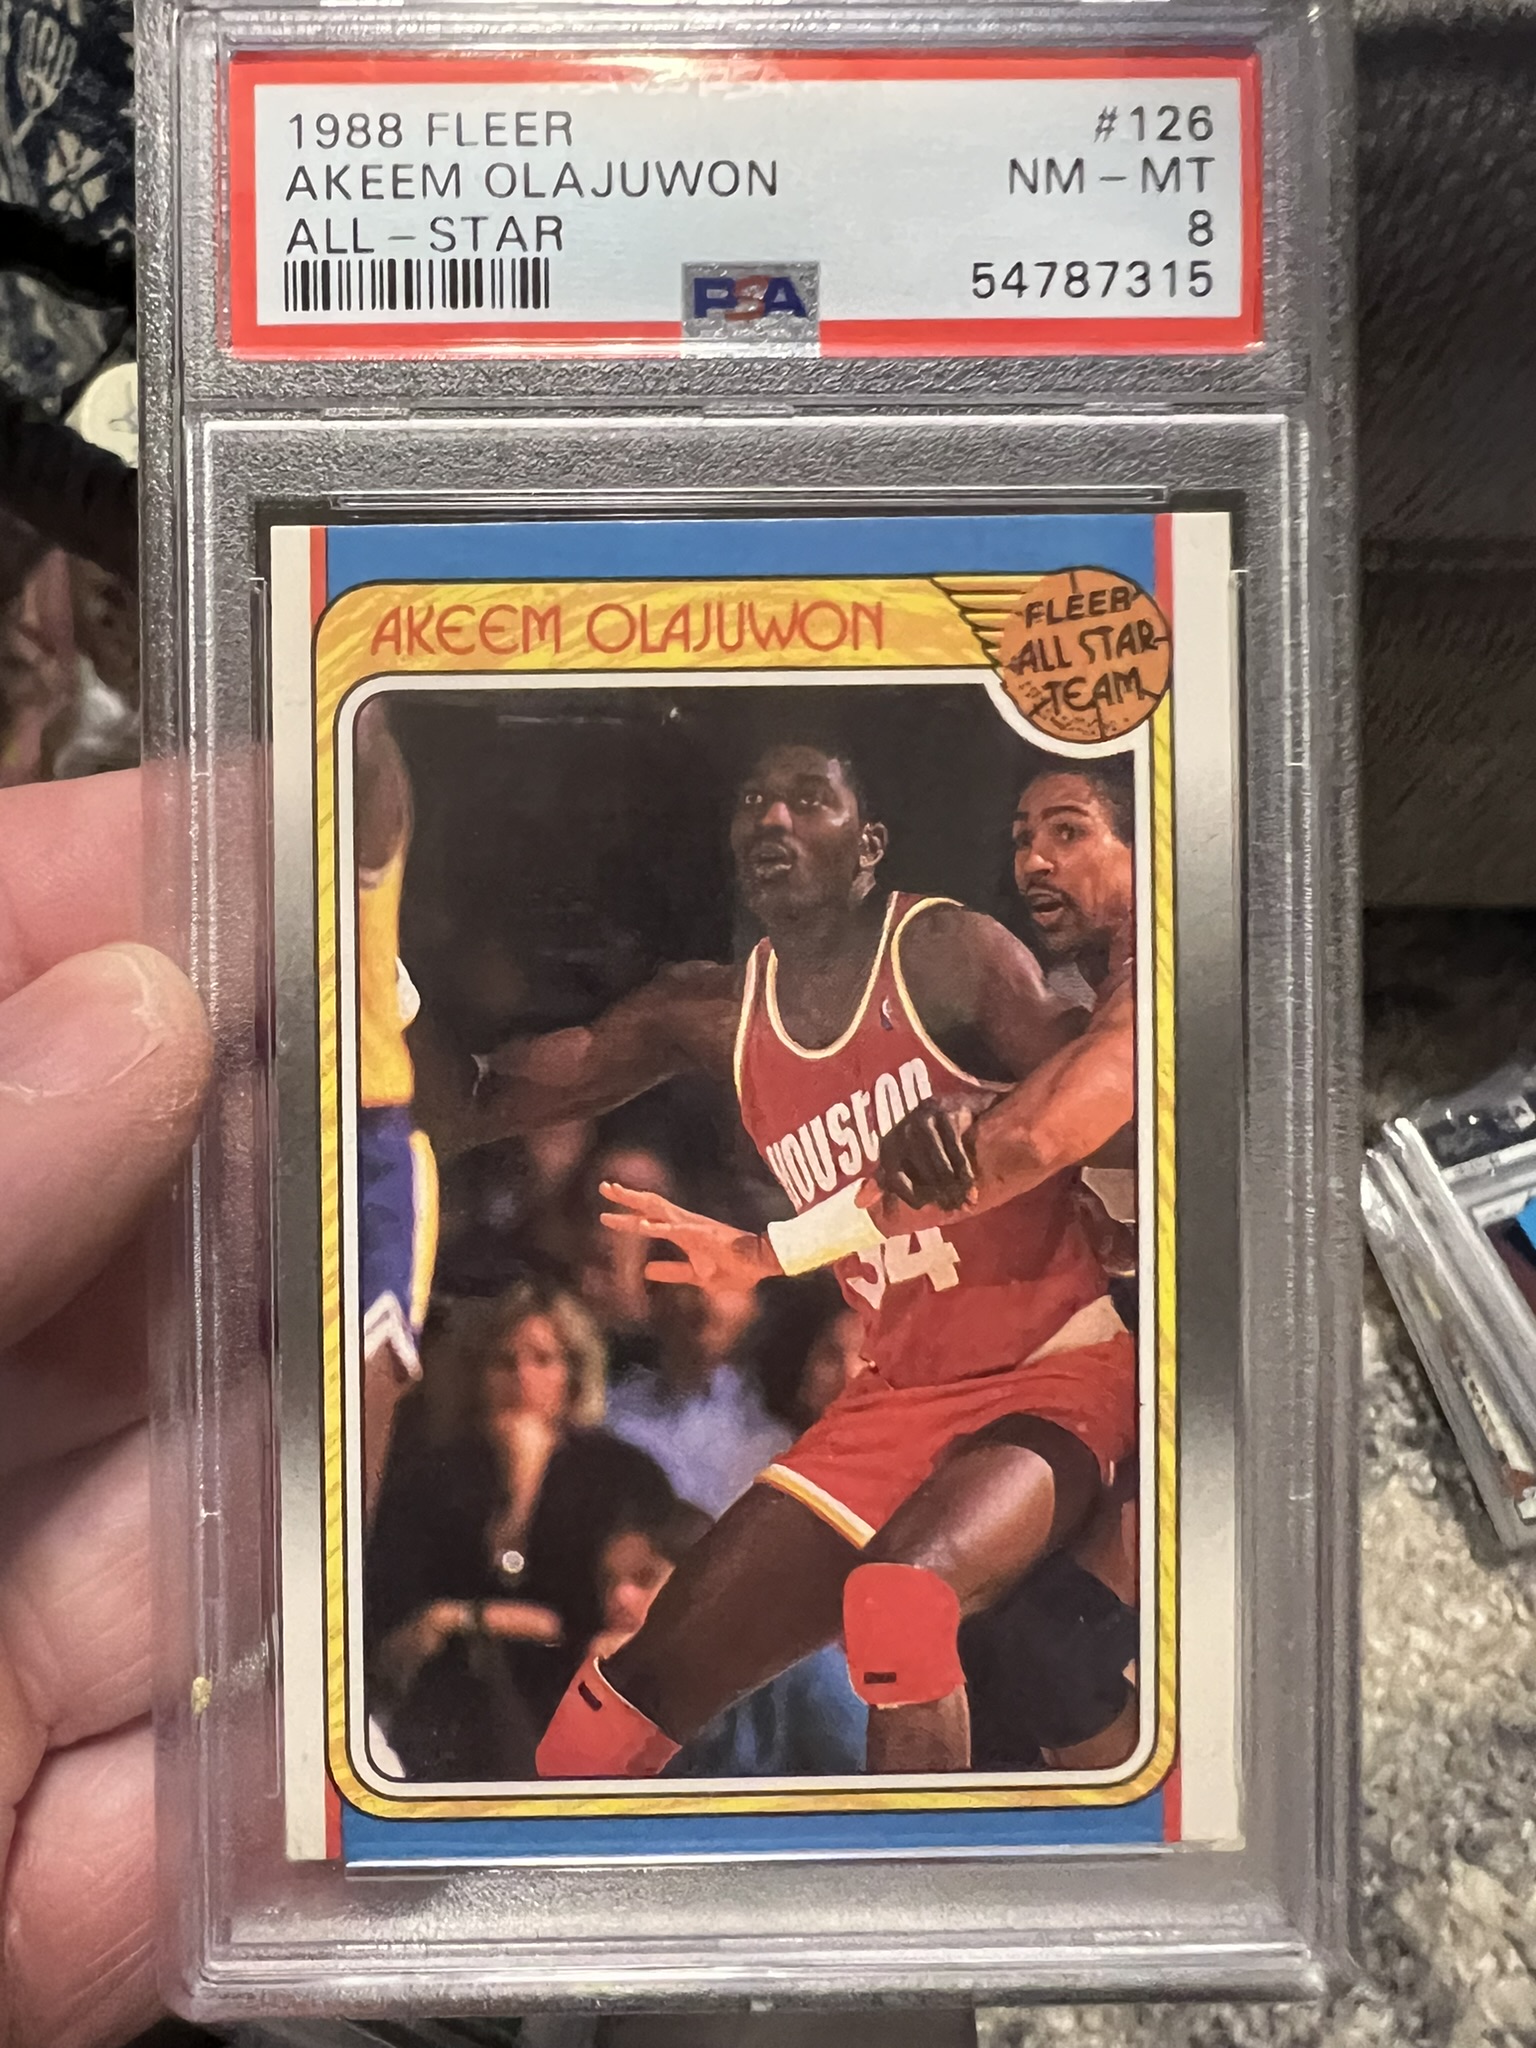 1988 FLEER #126
AKEEM OLAJUWON NM - MT
ALL - STAR 8
PSA 54787315
AKEEM OLAJUWON
FLEER
ALL STAR
TEAM
HOUSTON
34